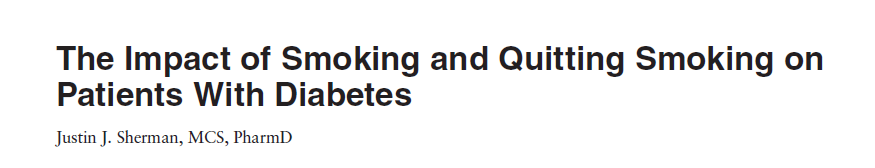 The Impact of Smoking and Quitting Smoking on
Patients With Diabetes
Justin J. Sherman, MCS, PharmD